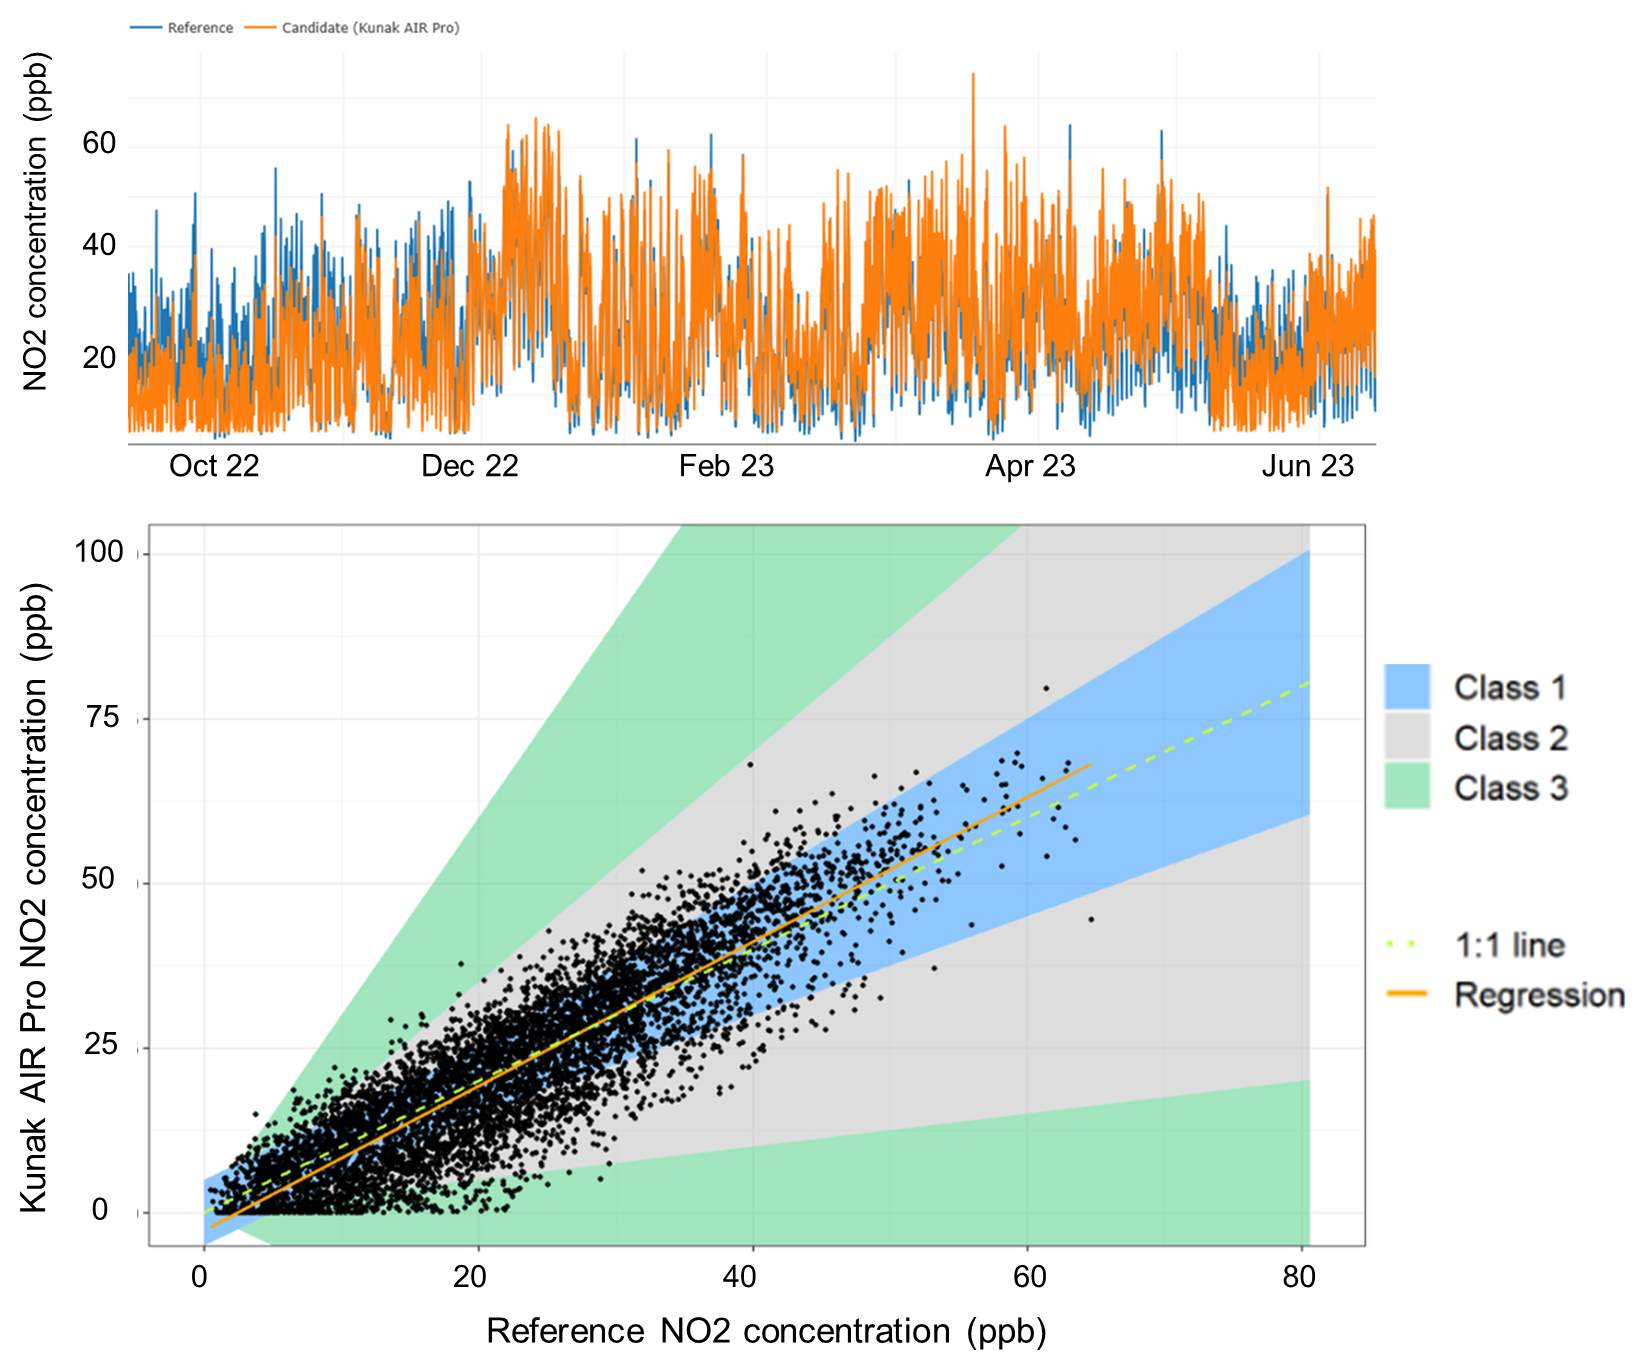 Reference Candidate (Kunak AIR Pro)
NO2 concentration (ppb)
60
40
20
Oct 22 Dec 22 Feb 23 Apr 23 Jun 23
Kunak AIR Pro NO2 concentration (ppb)
100
75
50
25
0
0 20 40 60 80
Reference NO2 concentration (ppb)
Class 1
Class 2
Class 3
1:1 line
Regression